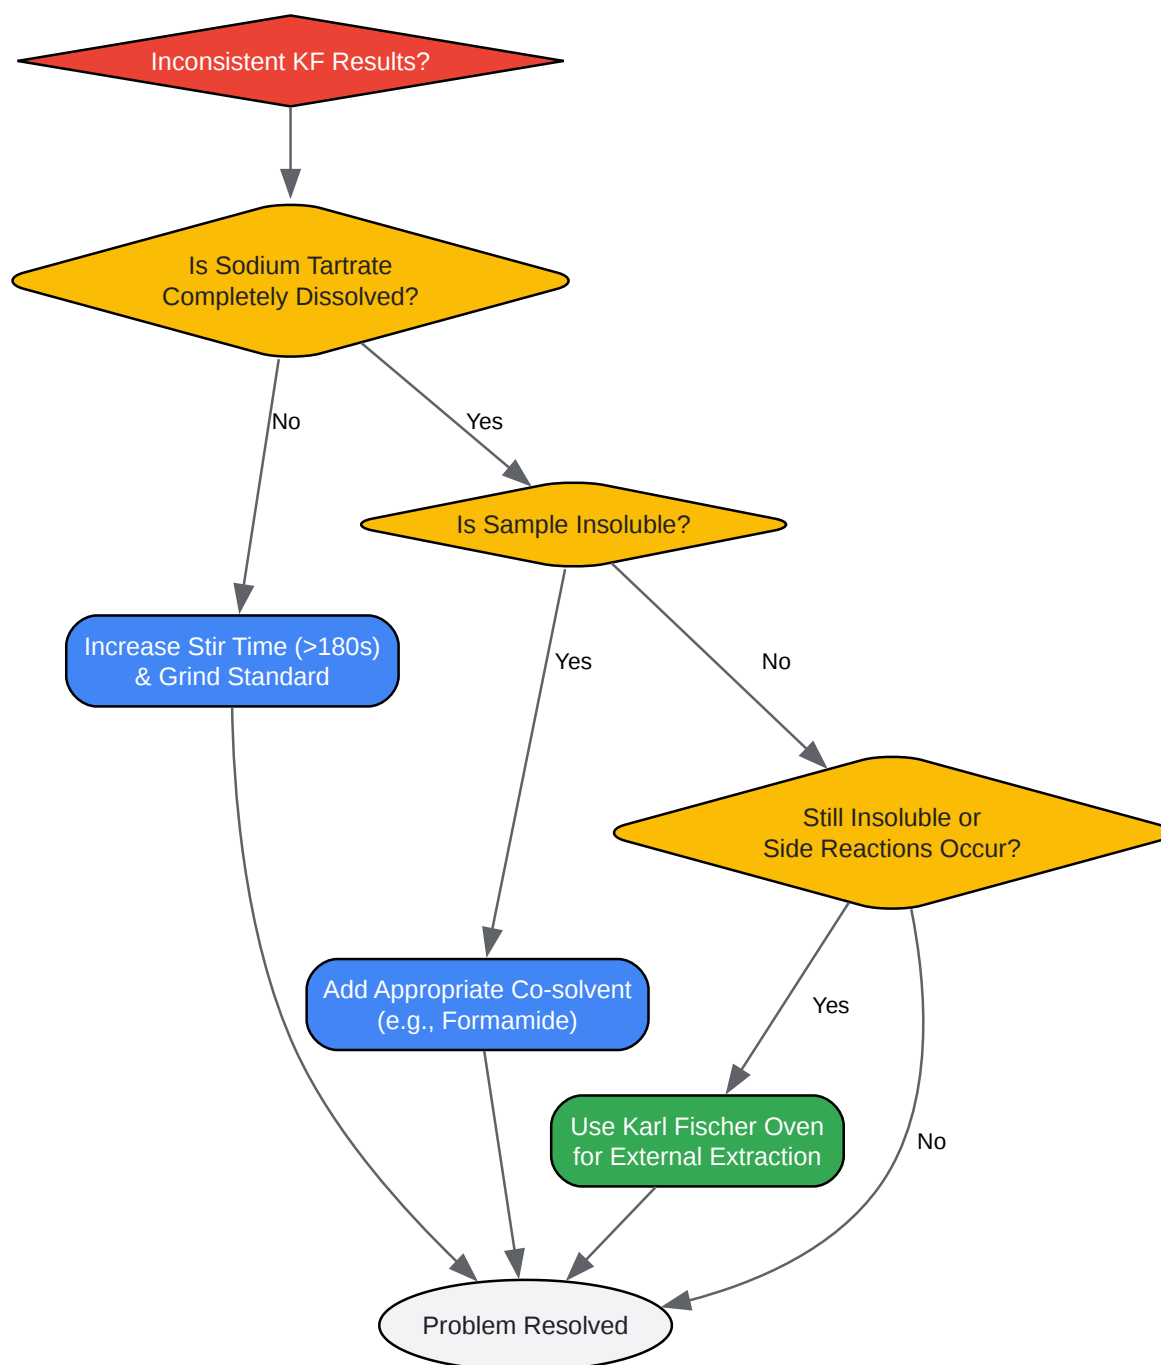 Inconsistent KF Results?
Is Sodium Tartrate
Completely Dissolved?
No
Yes
Is Sample Insoluble?
Increase Stir Time (>180s)
& Grind Standard
Yes
No
Still Insoluble or
Side Reactions Occur?
Add Appropriate Co-solvent
(e.g., Formamide)
Yes
Use Karl Fischer Oven
for External Extraction
No
Problem Resolved